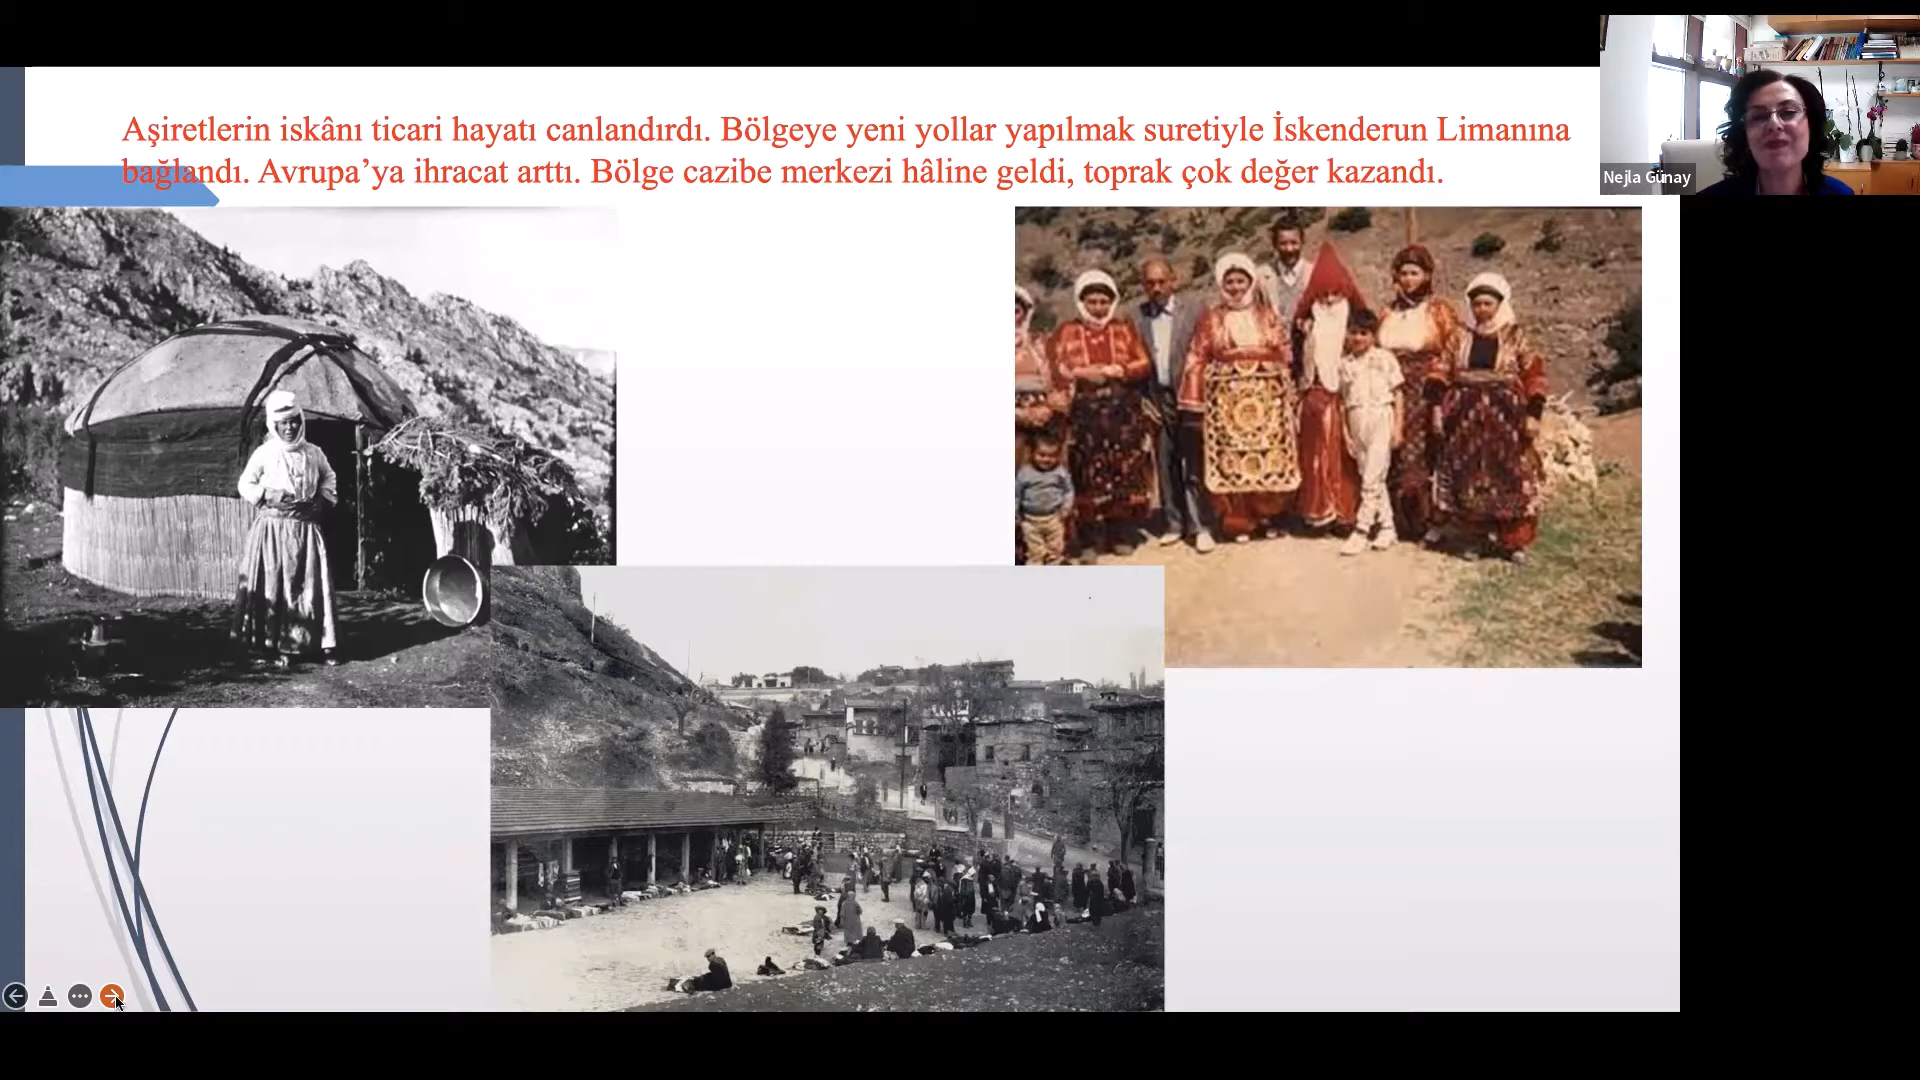 Aşiretlerin iskânı ticari hayatı canlandırdı. Bölgeye yeni yollar yapılmak suretiyle İskenderun Limanına
bağlandı. Avrupa’ya ihracat arttı. Bölge cazibe merkezi hâline geldi, toprak çok değer kazandı.
Nejla Günay